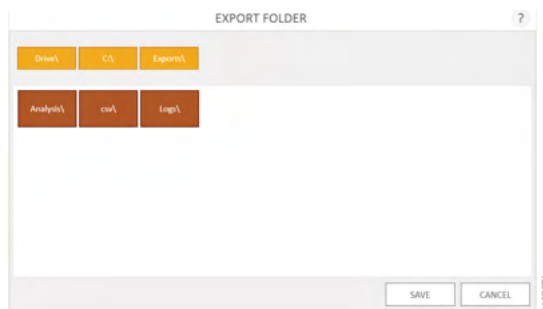 EXPORT FOLDER ?
Drive\ C:\ Exports\
Analysis\ csv\ Logs\
SAVE CANCEL